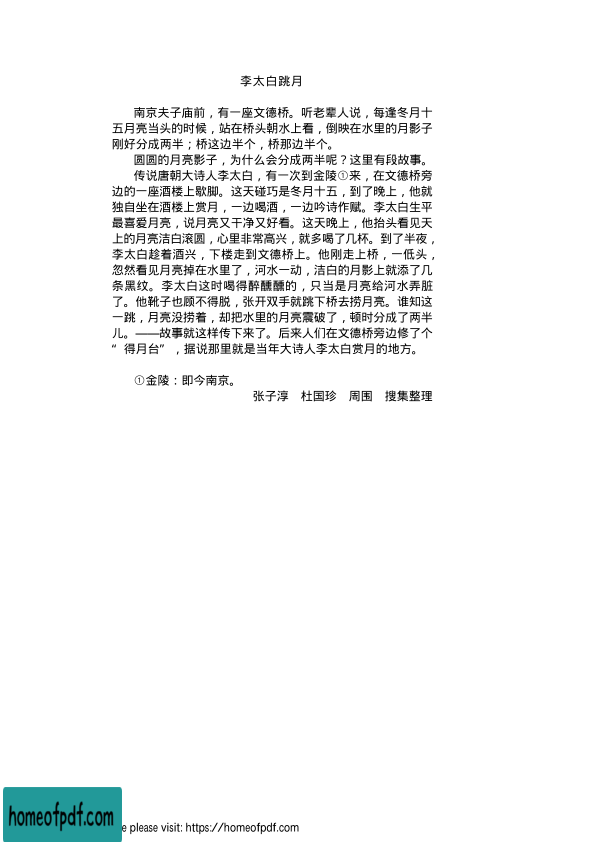 李太白跳月
南京夫子庙前，有一座文德桥。听老辈人说，每逢冬月十
五月亮当头的时候，站在桥头朝水上看，倒映在水里的月影子
刚好分成两半；桥这边半个，桥那边半个。
圆圆的月亮影子，为什么会分成两半呢？这里有段故事。
传说唐朝大诗人李太白，有一次到金陵①来，在文德桥旁
边的一座酒楼上歇脚。这天碰巧是冬月十五，到了晚上，他就
独自坐在酒楼上赏月，一边喝酒，一边吟诗作赋。李太白生平
最喜爱月亮，说月亮又干净又好看。这天晚上，他抬头看见天
上的月亮洁白滚圆，心里非常高兴，就多喝了几杯。到了半夜，
李太白趁着酒兴，下楼走到文德桥上。他刚走上桥，一低头，
忽然看见月亮掉在水里了，河水一动，洁白的月影上就添了几
条黑纹。李太白这时喝得醉醺醺的，只当是月亮给河水弄脏
了。他靴子也顾不得脱，张开双手就跳下桥去捞月亮。谁知这
一跳，月亮没捞着，却把水里的月亮震破了，顿时分成了两半
儿。——故事就这样传下来了。后来人们在文德桥旁边修了个
“得月台”，据说那里就是当年大诗人李太白赏月的地方。
①金陵：即今南京。
张子淳 杜国珍 周围 搜集整理
homeofpdf.com
e please visit: https://homeofpdf.com